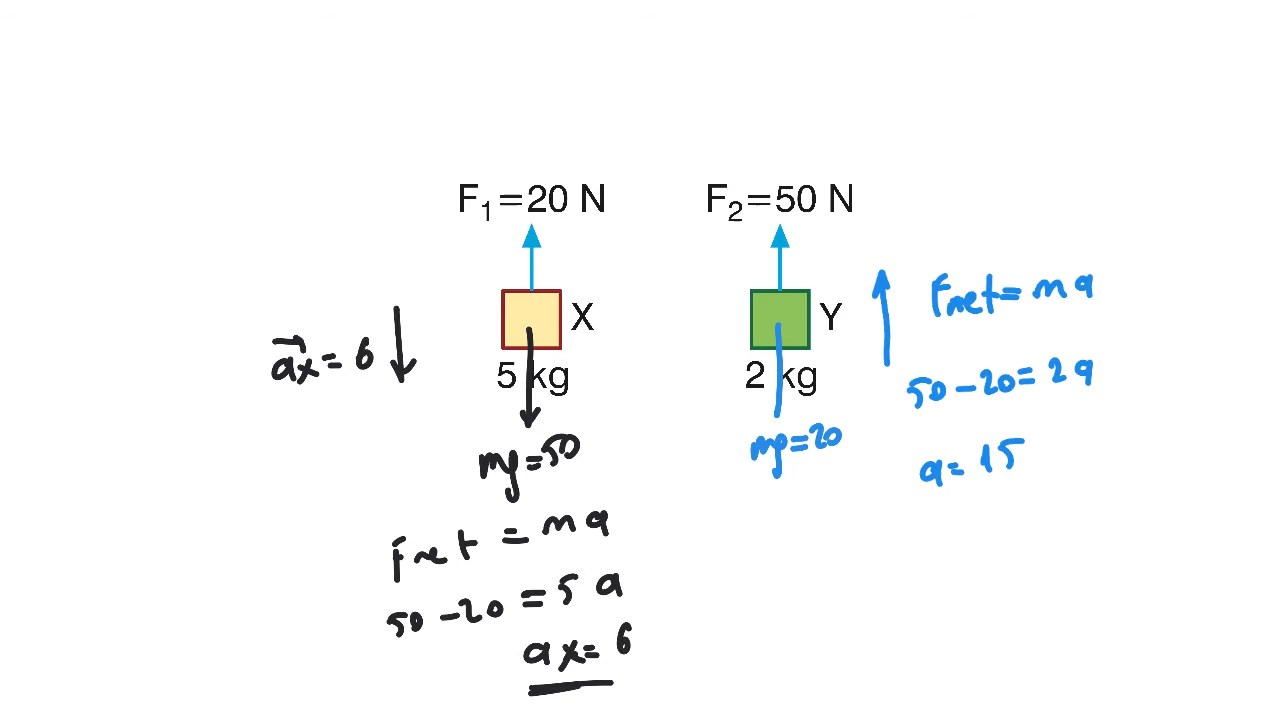 F₁=20 N
F₂=50 N
X
Y
5 kg
2 kg
ax= 6
mg=50
Fnet = ma
50-20 = 5 a
ax= 6
mg=20
Fnet= ma
50-20= 2a
a= 15